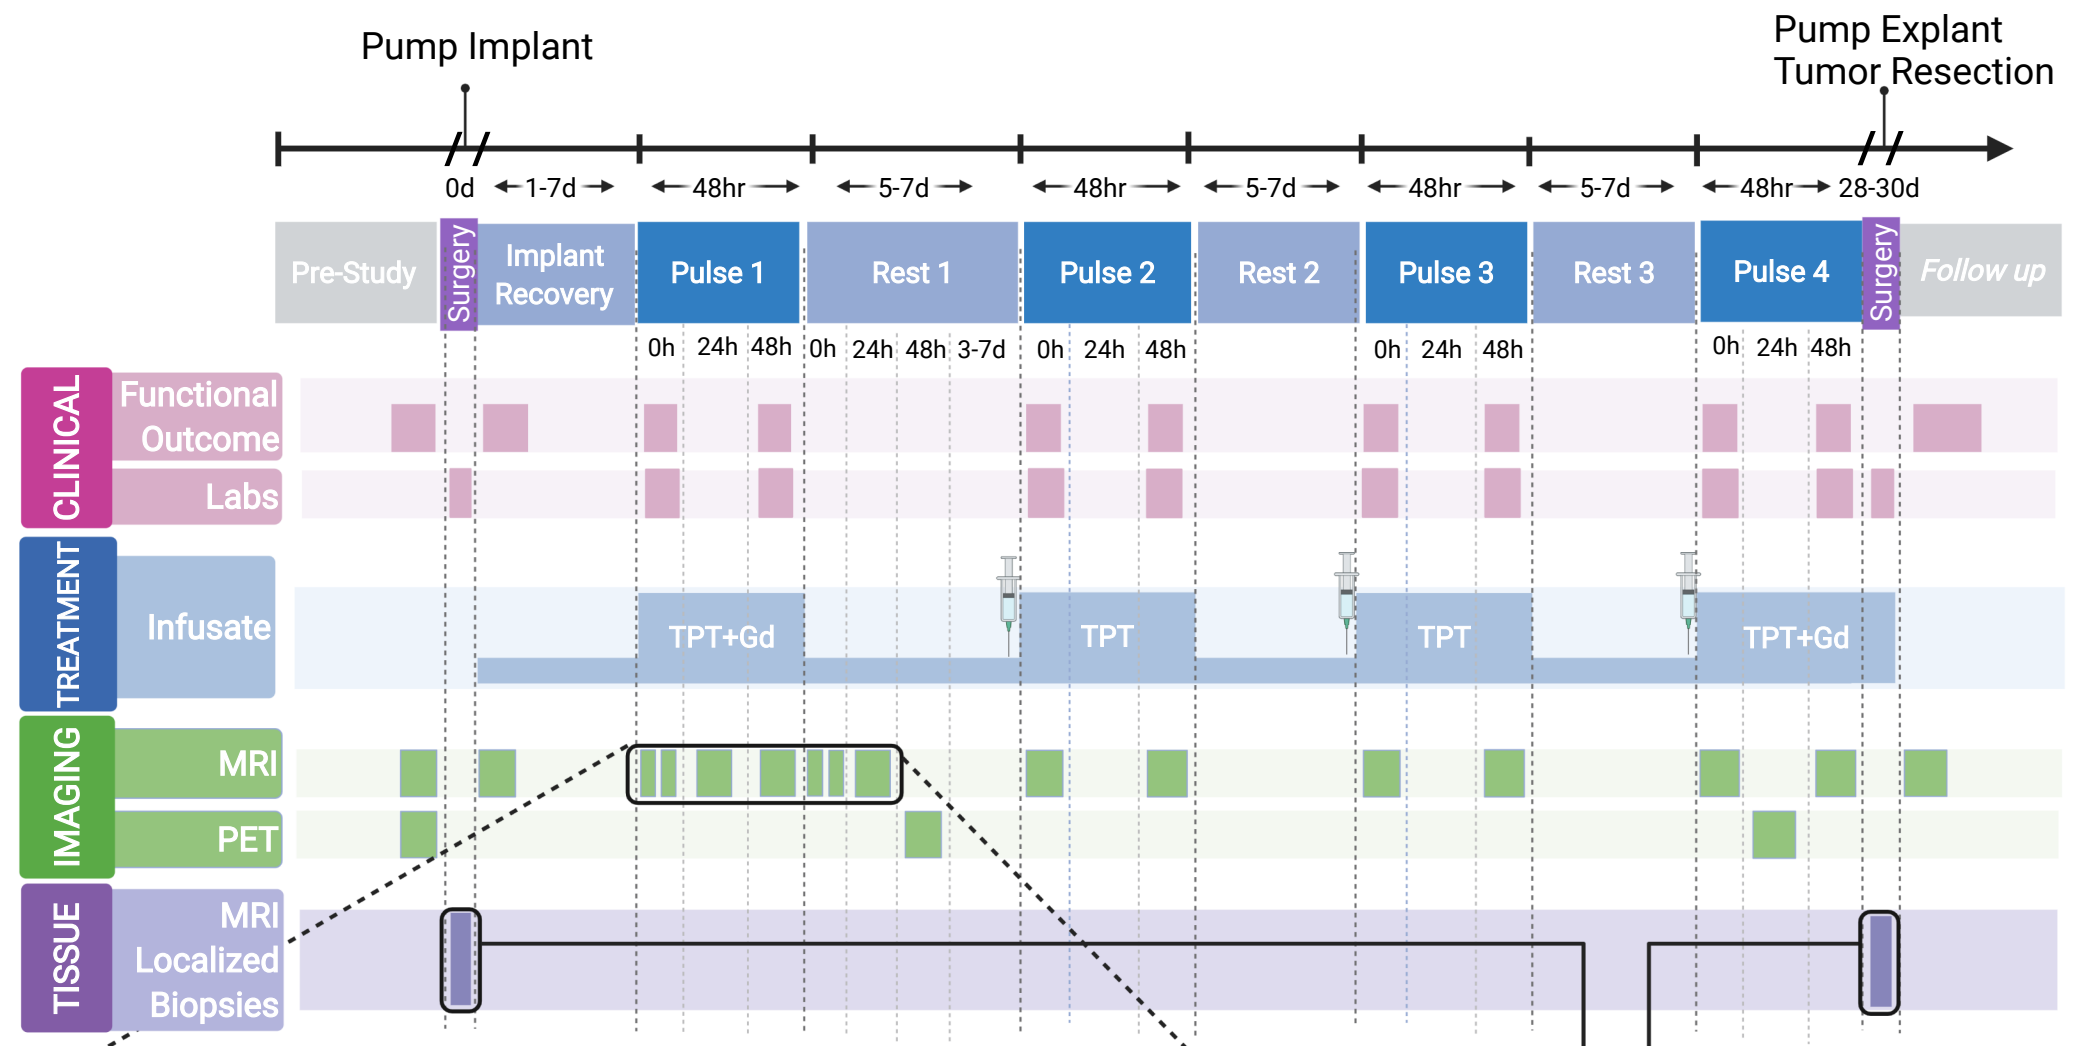 Pump Implant
Pump Explant
Tumor Resection
0d
1-7d
48hr
5-7d
48hr
5-7d
48hr
5-7d
48hr
28-30d
Pre-Study
Surgery
Implant
Recovery
Pulse 1
Rest 1
Pulse 2
Rest 2
Pulse 3
Rest 3
Pulse 4
Surgery
Follow up
0h 24h 48h 0h 24h 48h 3-7d 0h 24h 48h 0h 24h 48h 0h 24h 48h
CLINICAL
Functional
Outcome
Labs
TREATMENT
Infusate
TPT+Gd
TPT
TPT
TPT+Gd
IMAGING
MRI
PET
TISSUE
MRI
Localized
Biopsies